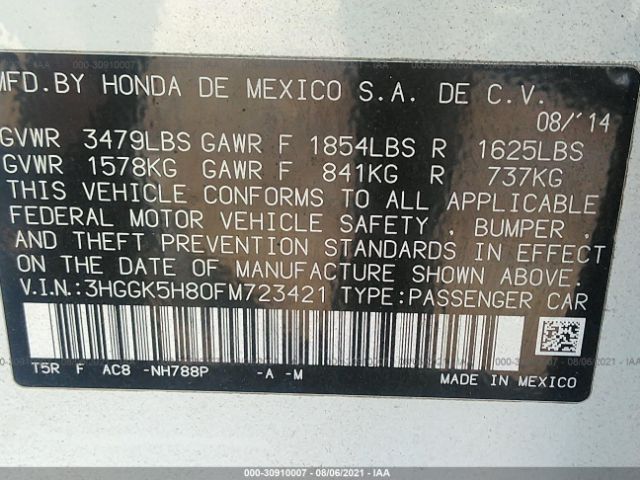 MFD.BY HONDA DE MEXICO S.A. DE C.V.
08/'14
GVWR 3479LBS GAWR F 1854LBS R 1625LBS
GVWR 1578KG GAWR F 841KG R 737KG
THIS VEHICLE CONFORMS TO ALL APPLICABLE
FEDERAL MOTOR VEHICLE SAFETY , BUMPER ,
AND THEFT PREVENTION STANDARDS IN EFFECT
ON THE DATE OF MANUFACTURE SHOWN ABOVE.
V.I.N.:3HGGK5H80FM723421 TYPE:PASSENGER CAR
T5R F AC8 -NH788P -A -M
MADE IN MEXICO
000-30910007 - 08/06/2021 - IAA